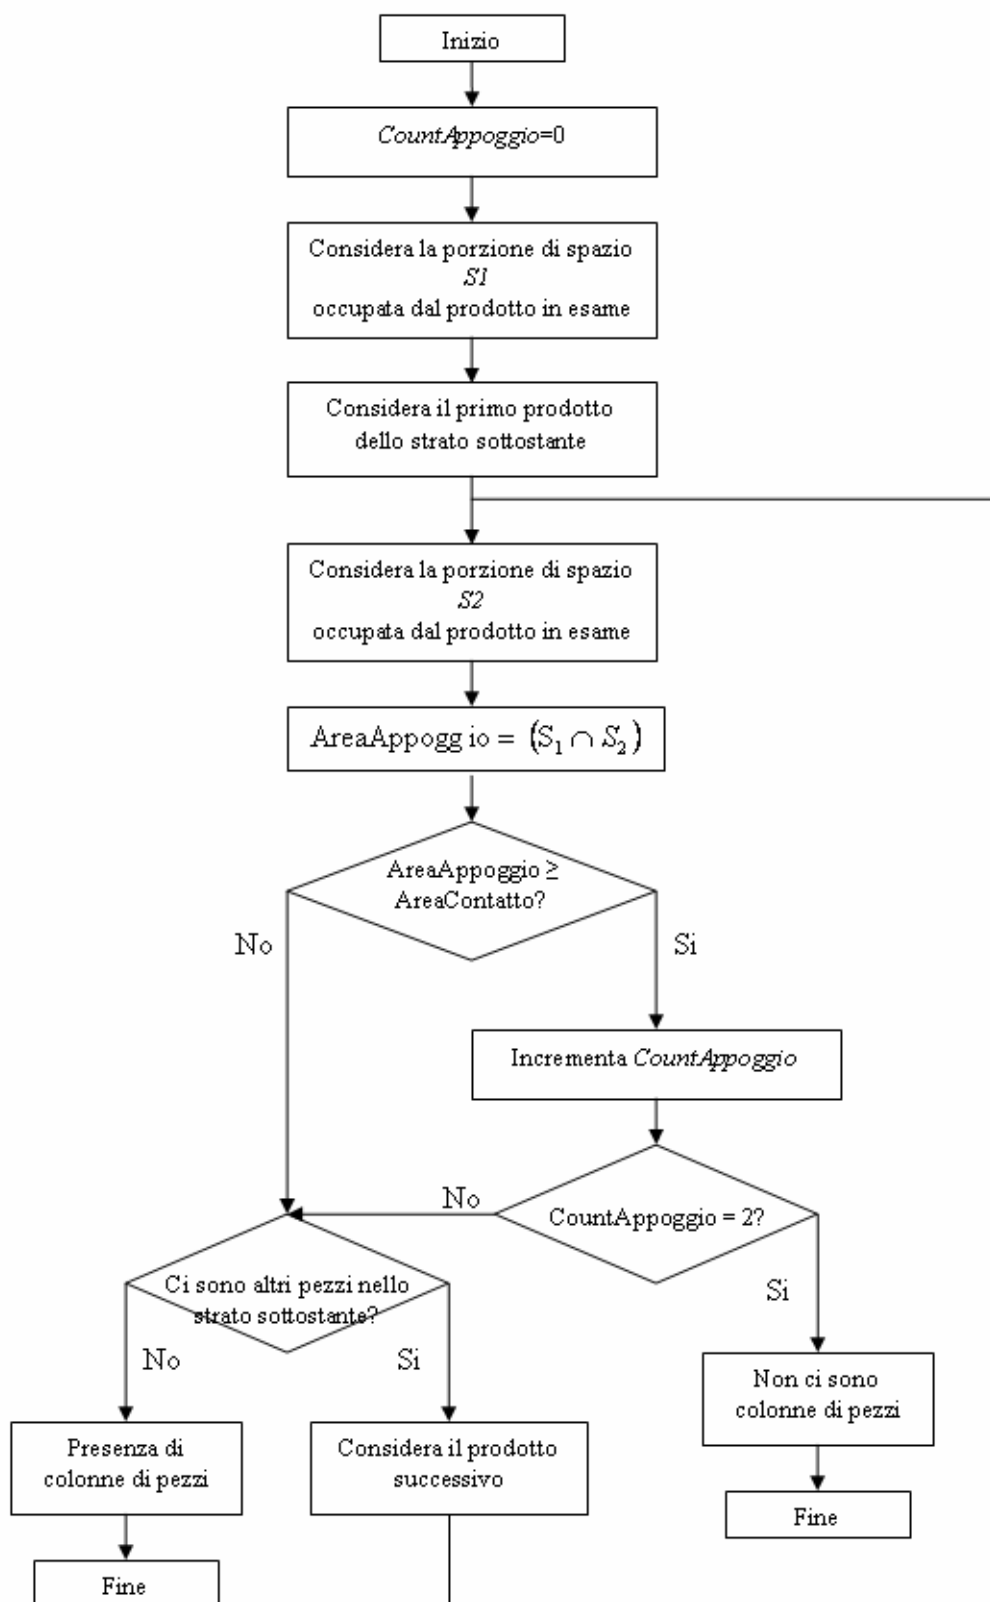 Inizio
CountAppoggio=0
Considera la porzione di spazio
S1
occupata dal prodotto in esame
Considera il primo prodotto
dello strato sottostante
Considera la porzione di spazio
S2
occupata dal prodotto in esame
AreaAppogg io = (S₁ ∩ S₂)
AreaAppoggio ≥
AreaContatto?
No
Si
Incrementa CountAppoggio
No
CountAppoggio = 2?
Si
Ci sono altri pezzi nello
strato sottostante?
No
Si
Non ci sono
colonne di pezzi
Presenza di
colonne di pezzi
Considera il prodotto
successivo
Fine
Fine